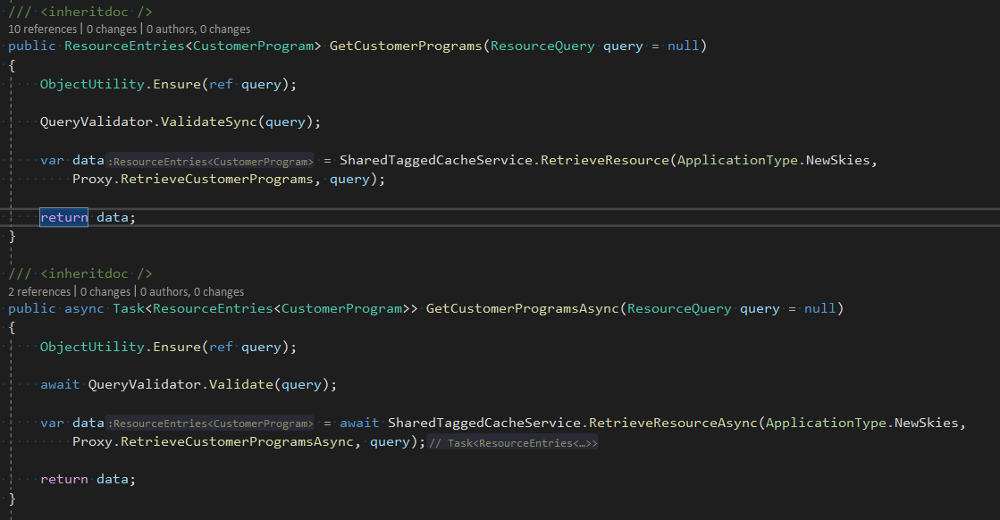 /// <inheritdoc />
10 references | 0 changes | 0 authors, 0 changes
public ResourceEntries<CustomerProgram> GetCustomerPrograms(ResourceQuery query = null)
{
ObjectUtility.Ensure(ref query);
QueryValidator.ValidateSync(query);
var data :ResourceEntries<CustomerProgram> = SharedTaggedCacheService.RetrieveResource(ApplicationType.NewSkies,
Proxy.RetrieveCustomerPrograms, query);
return data;
}
/// <inheritdoc />
2 references | 0 changes | 0 authors, 0 changes
public async Task<ResourceEntries<CustomerProgram>> GetCustomerProgramsAsync(ResourceQuery query = null)
{
ObjectUtility.Ensure(ref query);
await QueryValidator.Validate(query);
var data :ResourceEntries<CustomerProgram> = await SharedTaggedCacheService.RetrieveResourceAsync(ApplicationType.NewSkies,
Proxy.RetrieveCustomerProgramsAsync, query); // Task<ResourceEntries<…>>
return data;
}